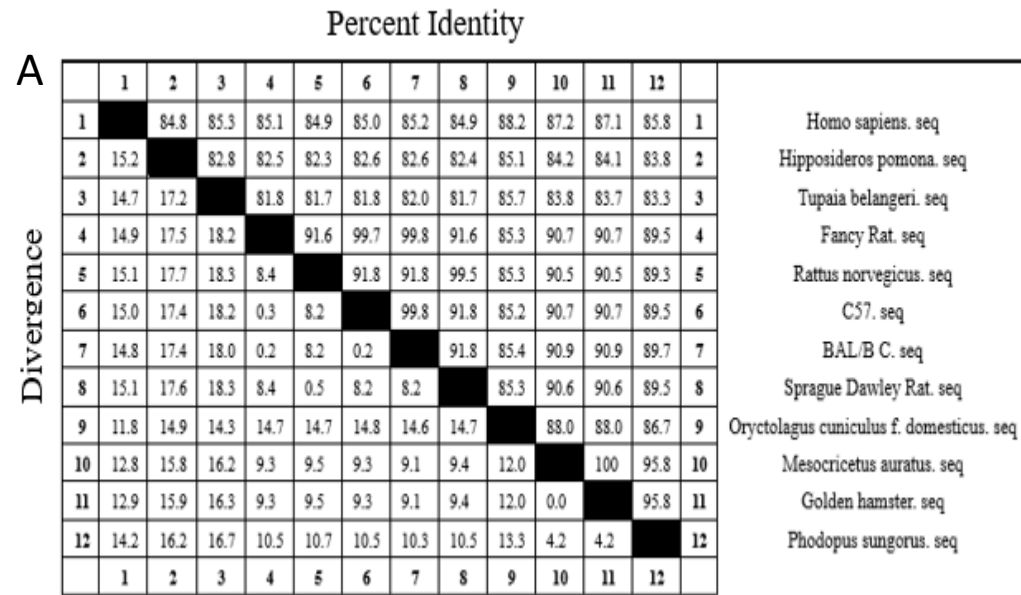 Percent Identity
A
Divergence
1 2 3 4 5 6 7 8 9 10 11 12
1 84.8 85.3 85.1 84.9 85.0 85.2 84.9 88.2 87.2 87.1 85.8 1 Homo sapiens. seq
2 15.2 82.8 82.5 82.3 82.6 82.6 82.4 85.1 84.2 84.1 83.8 2 Hipposideros pomona. seq
3 14.7 17.2 81.8 81.7 81.8 82.0 81.7 85.7 83.8 83.7 83.3 3 Tupaia belangeri. seq
4 14.9 17.5 18.2 91.6 99.7 99.8 91.6 85.3 90.7 90.7 89.5 4 Fancy Rat. seq
5 15.1 17.7 18.3 8.4 91.8 91.8 99.5 85.3 90.5 90.5 89.3 5 Rattus norvegicus. seq
6 15.0 17.4 18.2 0.3 8.2 99.8 91.8 85.2 90.7 90.7 89.5 6 C57. seq
7 14.8 17.4 18.0 0.2 8.2 0.2 91.8 85.4 90.9 90.9 89.7 7 BAL/B C. seq
8 15.1 17.6 18.3 8.4 0.5 8.2 8.2 85.3 90.6 90.6 89.5 8 Sprague Dawley Rat. seq
9 11.8 14.9 14.3 14.7 14.7 14.8 14.6 14.7 88.0 88.0 86.7 9 Oryctolagus cuniculus f. domesticus. seq
10 12.8 15.8 16.2 9.3 9.5 9.3 9.1 9.4 12.0 100 95.8 10 Mesocricetus auratus. seq
11 12.9 15.9 16.3 9.3 9.5 9.3 9.1 9.4 12.0 0.0 95.8 11 Golden hamster. seq
12 14.2 16.2 16.7 10.5 10.7 10.5 10.3 10.5 13.3 4.2 4.2 12 Phodopus sungorus. seq
1 2 3 4 5 6 7 8 9 10 11 12